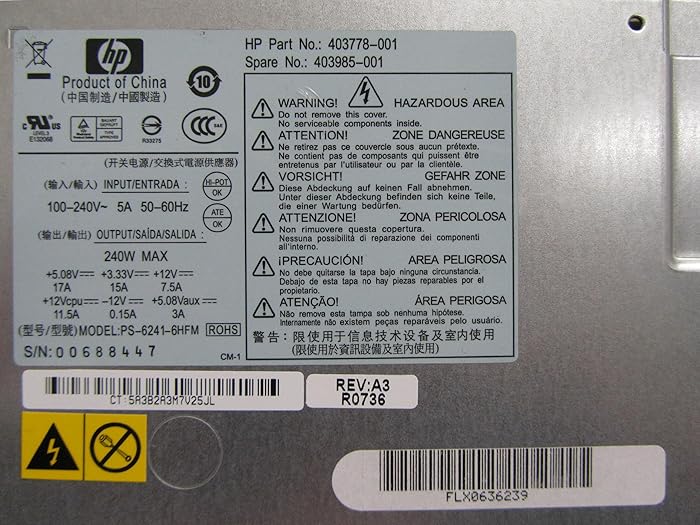 hp
Product of China
(中国制造/中國製造)
10
c UL us
LEVEL 3
E132068
R33275
CCC
(开关电源/交換式電源供應器)
(输入/輸入) INPUT/ENTRADA :
HI-POT
OK
100-240V~ 5A 50-60Hz
ATE
OK
(输出/輸出) OUTPUT/SAÍDA/SALIDA :
240W MAX
+5.08V +3.33V +12V
17A 15A 7.5A
+12Vcpu -12V +5.08Vaux
11.5A 0.15A 3A
(型号/型號)MODEL:PS-6241-6HFM ROHS
S/N:00688447
CM-1
HP Part No.: 403778-001
Spare No.: 403985-001
WARNING! HAZARDOUS AREA
Do not remove this cover.
No serviceable components inside.
ATTENTION! ZONE DANGEREUSE
Ne retirez pas ce couvercle sous aucun prétexte.
Ne contient pas de composants qui puissent être
entretenut par l'utilisateur ou par la clientele.
VORSICHT! GEFAHR ZONE
Diese Abdeckung auf keinen Fall abnehmen.
Unter dieser Abdeckung befinden sich keine Teile,
die einer Wartung bedürfen.
ATTENZIONE! ZONA PERICOLOSA
Non rimuovere questa copertura.
Nessuna possibilità di reparazione dei componenti
all'interno.
¡PRECAUCIÓN! AREA PELIGROSA
No debe quitarse la tapa bajo ninguna circunstancia.
Debajo de esta tapa no hay piezas reparables por el
propietario.
ATENÇÃO! ÁREA PERIGOSA
Não remova esta tampa sob nenhuma hipótese.
Internamente não existem peças reparáveis pelo usuário.
警告: 限使用于信息技术设备及室内使用
(限使用於資訊設備及室内使用)
CT:5A3B2A3M7V25JL
REV:A3
R0736
FLX0636239